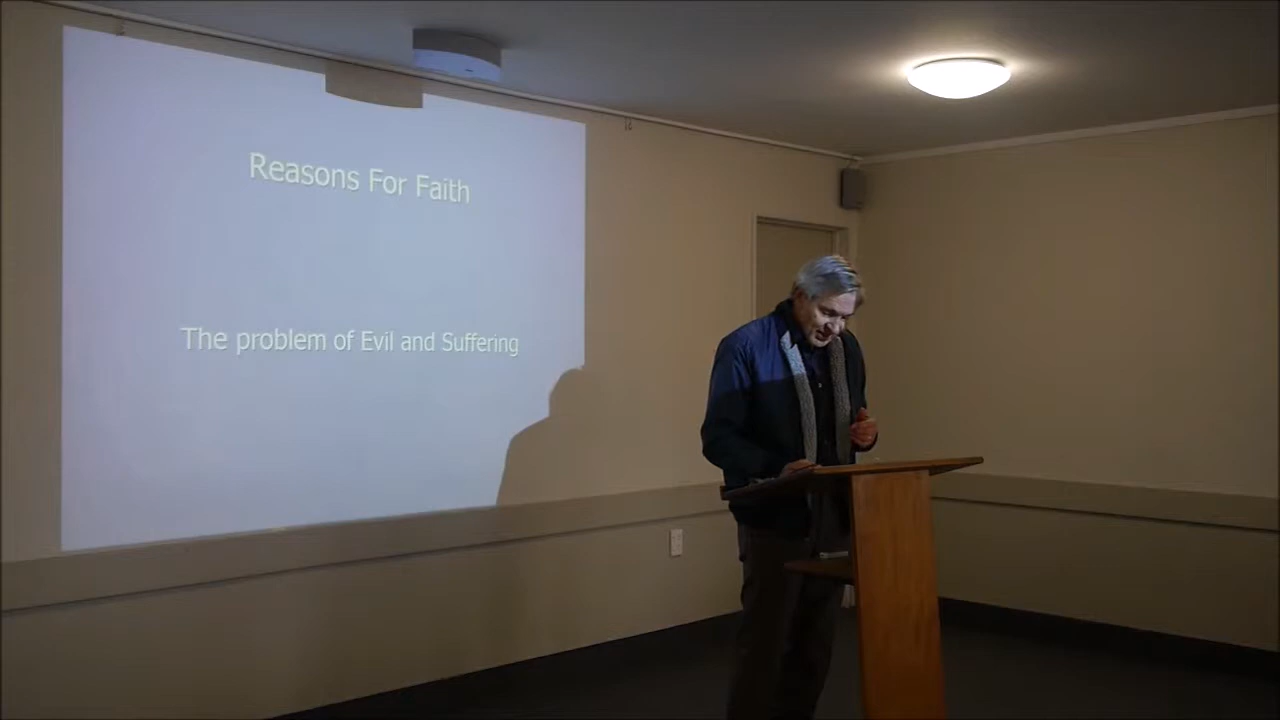 Reasons For Faith
The problem of Evil and Suffering